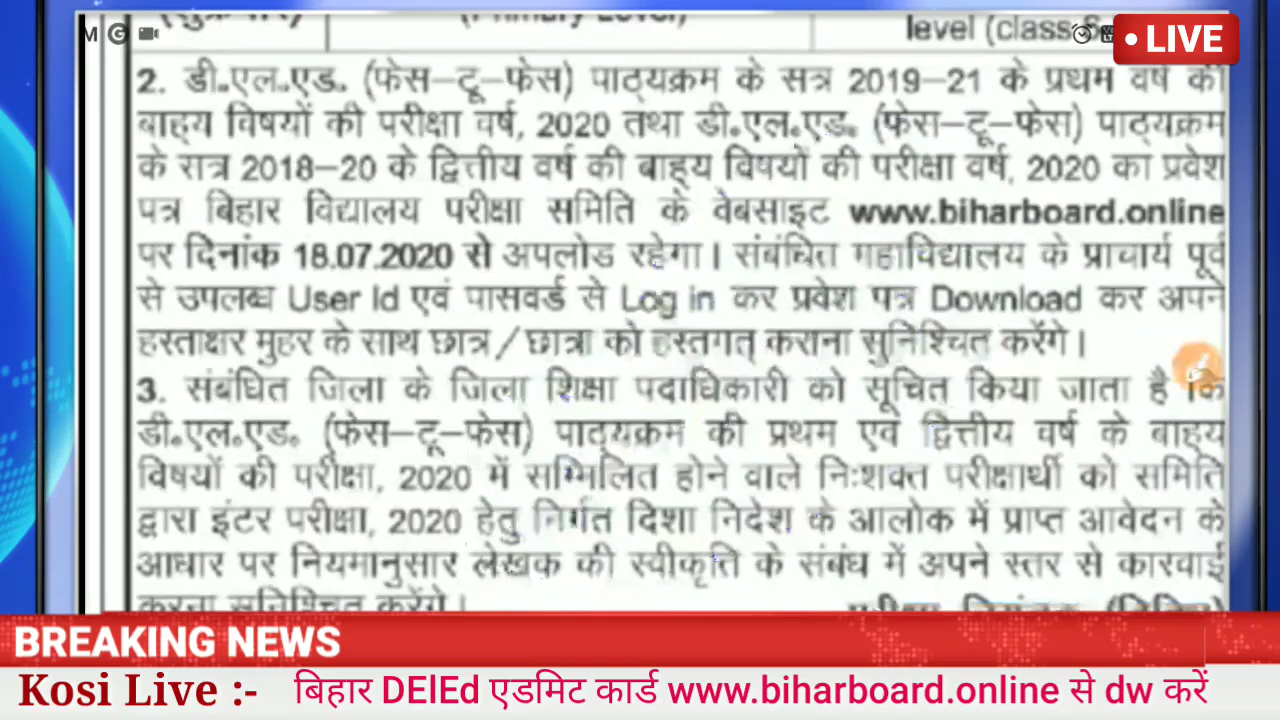 (Primary Level)
level (class 6
M G
LIVE
2. डी॰एल॰एड॰ (फेस–टू–फेस) पाठ्यक्रम के सत्र 2019–21 के प्रथम वर्ष की
बाह्य विषयों की परीक्षा वर्ष, 2020 तथा डी॰एल॰एड॰ (फेस–टू–फेस) पाठ्यक्रम
के सत्र 2018–20 के द्वित्तीय वर्ष की बाह्य विषयों की परीक्षा वर्ष, 2020 का प्रवेश
पत्र बिहार विद्यालय परीक्षा समिति के वेबसाइट www.biharboard.online
पर दिनांक 18.07.2020 से अपलोड रहेगा। संबंधित महाविद्यालय के प्राचार्य पूर्व
से उपलब्ध User Id एवं पासवर्ड से Log in कर प्रवेश पत्र Download कर अपने
हस्ताक्षर मुहर के साथ छात्र/छात्रा को हस्तगत् कराना सुनिश्चित करेंगे।
3. संबंधित जिला के जिला शिक्षा पदाधिकारी को सूचित किया जाता है कि
डी॰एल॰एड॰ (फेस–टू–फेस) पाठ्यक्रम की प्रथम एवं द्वित्तीय वर्ष के बाह्य
विषयों की परीक्षा, 2020 में सम्मिलित होने वाले निःशक्त परीक्षार्थी को समिति
द्वारा इंटर परीक्षा, 2020 हेतु निर्गत दिशा निदेश के आलोक में प्राप्त आवेदन के
आधार पर नियमानुसार लेखक की स्वीकृति के संबंध में अपने स्तर से कारवाई
करना सुनिश्चित करेंगे।
BREAKING NEWS
Kosi Live :- बिहार DElEd एडमिट कार्ड www.biharboard.online से dw करें